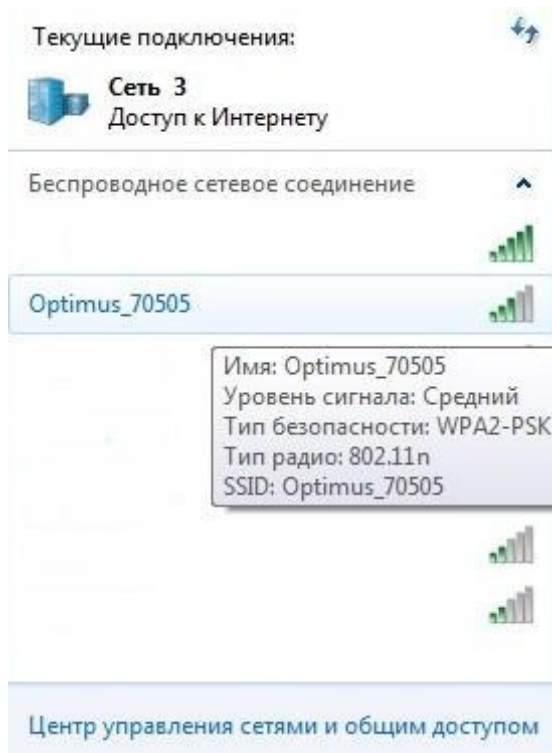 Текущие подключения:
Сеть 3
Доступ к Интернету
Беспроводное сетевое соединение
Optimus_70505
Имя: Optimus_70505
Уровень сигнала: Средний
Тип безопасности: WPA2-PSK
Тип радио: 802.11n
SSID: Optimus_70505
Центр управления сетями и общим доступом